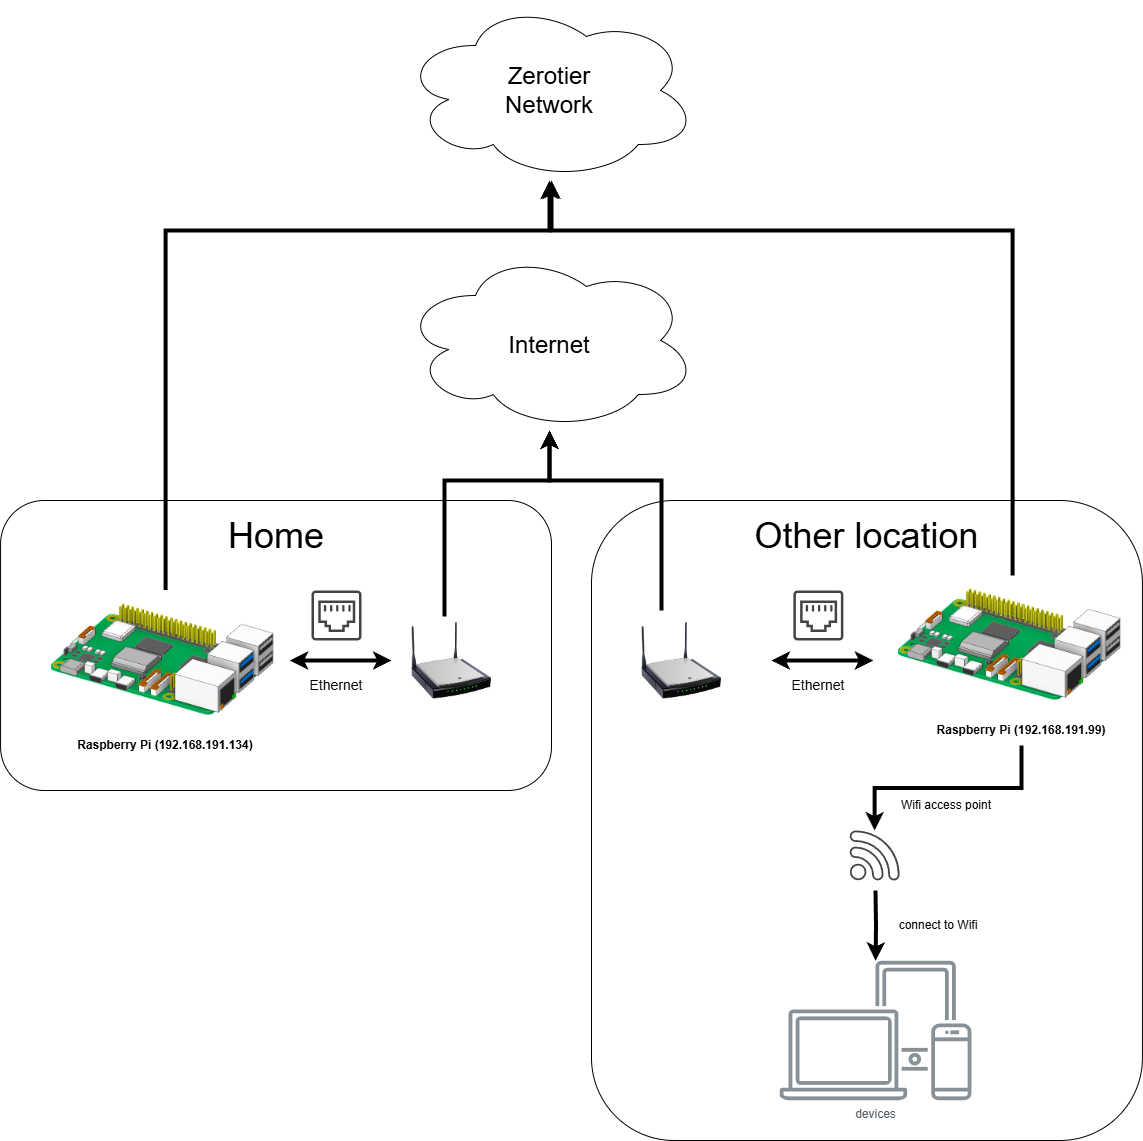 Zerotier
Network
Internet
Home
Other location
Ethernet
Ethernet
Raspberry Pi (192.168.191.134)
Raspberry Pi (192.168.191.99)
Wifi access point
connect to Wifi
devices